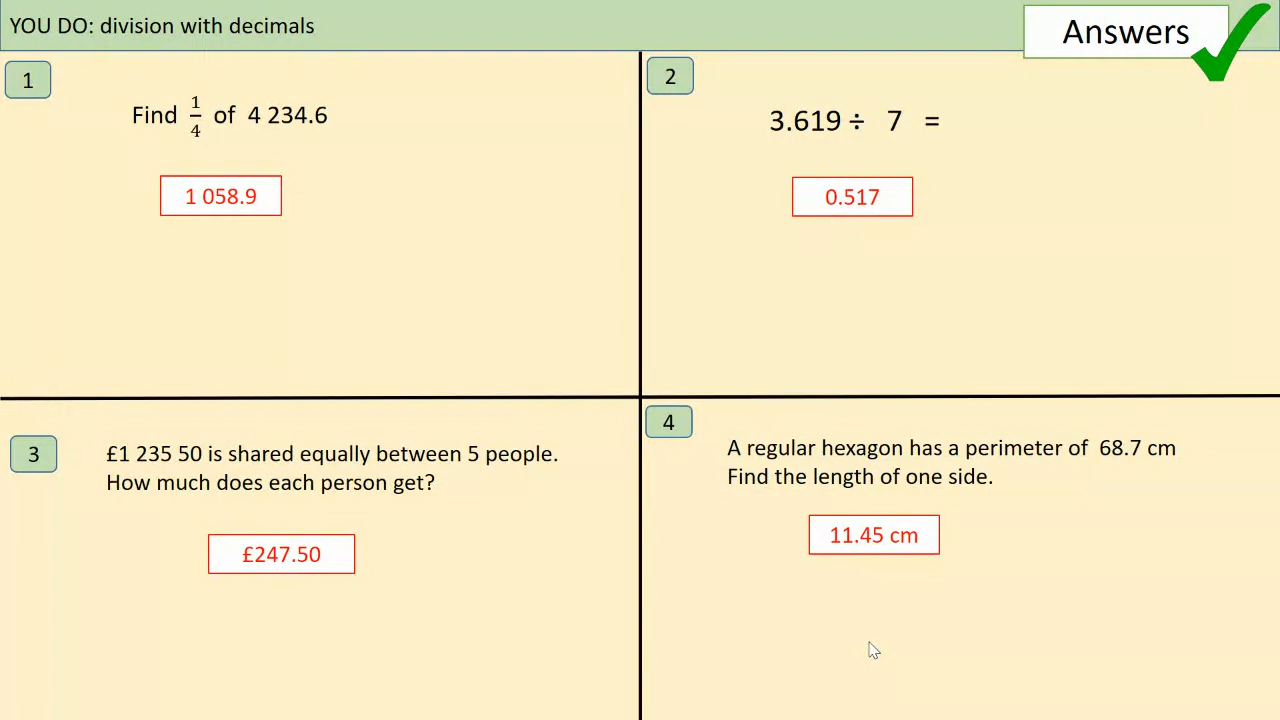 YOU DO: division with decimals
Answers
1
Find 1/4 of 4 234.6
1 058.9
2
3.619 ÷ 7 =
0.517
3
£1 235 50 is shared equally between 5 people.
How much does each person get?
£247.50
4
A regular hexagon has a perimeter of 68.7 cm
Find the length of one side.
11.45 cm